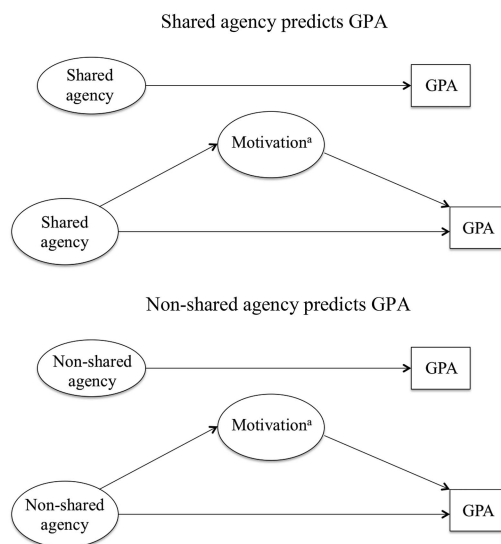 Shared agency predicts GPA
Shared
agency
GPA
Motivationᵃ
Shared
agency
GPA
Non-shared agency predicts GPA
Non-shared
agency
GPA
Motivationᵃ
Non-shared
agency
GPA